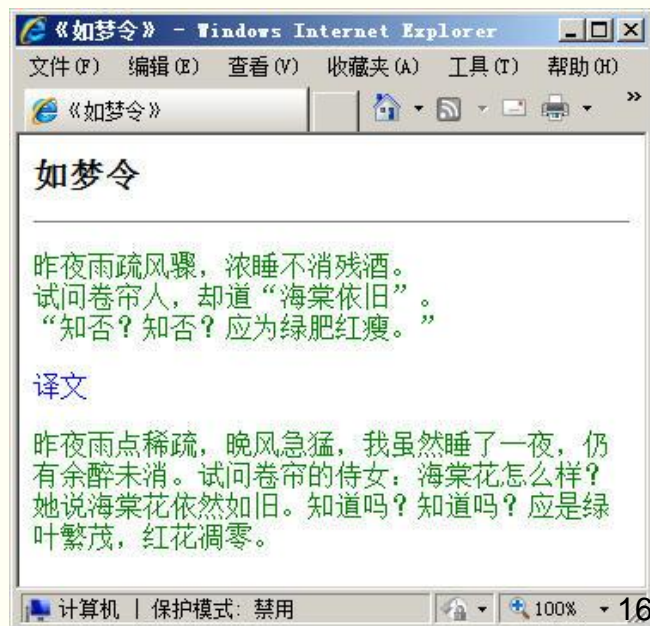 《如梦令》 - Windows Internet Explorer
文件(F) 编辑(E) 查看(V) 收藏夹(A) 工具(T) 帮助(H)
《如梦令》 »
如梦令
昨夜雨疏风骤，浓睡不消残酒。
试问卷帘人，却道“海棠依旧”。
“知否？知否？应为绿肥红瘦。”
译文
昨夜雨点稀疏，晚风急猛，我虽然睡了一夜，仍
有余醉未消。试问卷帘的侍女：海棠花怎么样？
她说海棠花依然如旧。知道吗？知道吗？应是绿
叶繁茂，红花凋零。
计算机 | 保护模式: 禁用 100% 16